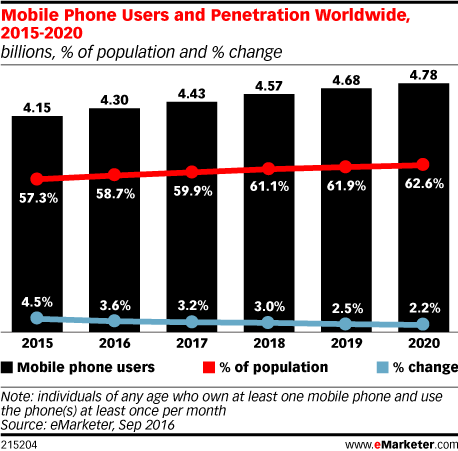 Mobile Phone Users and Penetration Worldwide,
2015-2020
billions, % of population and % change
4.15 4.30 4.43 4.57 4.68 4.78
57.3% 58.7% 59.9% 61.1% 61.9% 62.6%
4.5% 3.6% 3.2% 3.0% 2.5% 2.2%
2015 2016 2017 2018 2019 2020
Mobile phone users % of population % change
Note: individuals of any age who own at least one mobile phone and use
the phone(s) at least once per month
Source: eMarketer, Sep 2016
215204 www.eMarketer.com